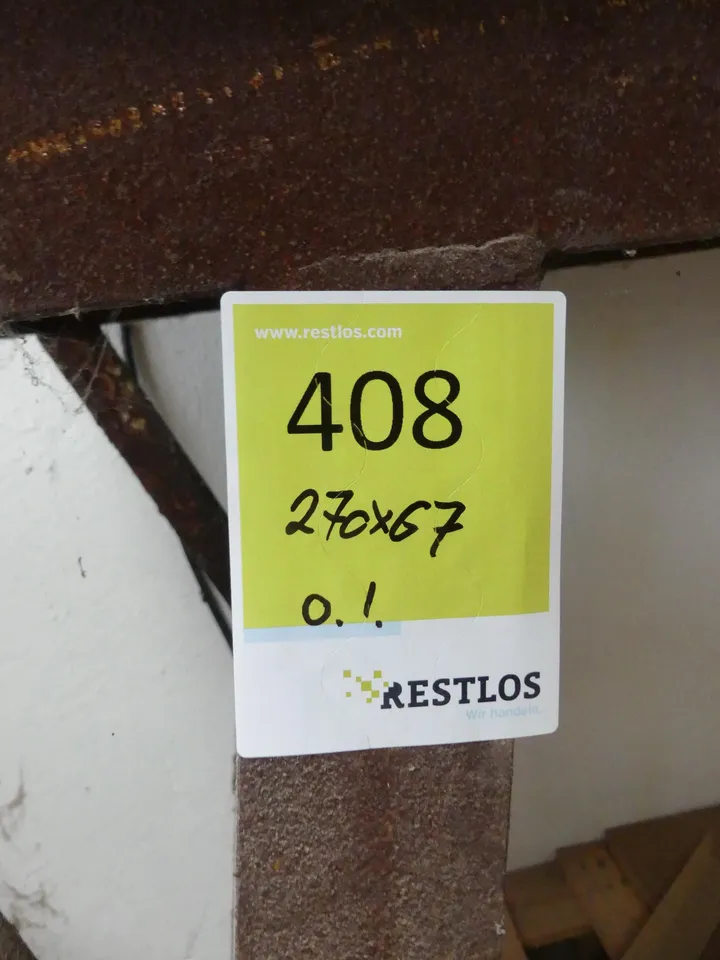 www.restlos.com
408
270x67
o.!.
RESTLOS
Wir handeln.